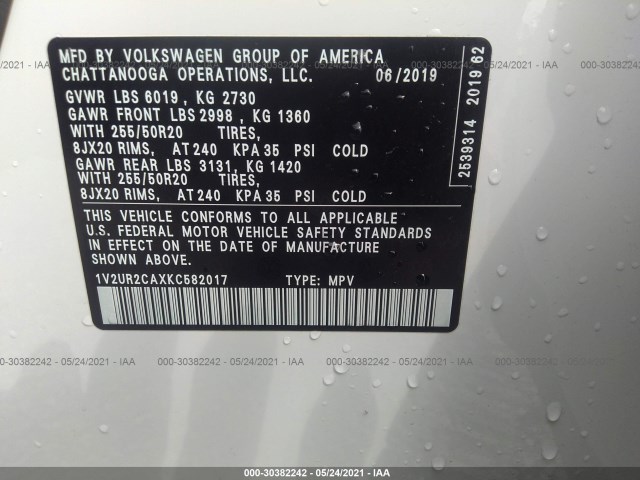 MFD BY VOLKSWAGEN GROUP OF AMERICA
CHATTANOOGA OPERATIONS, LLC. 06/2019
GVWR LBS 6019 , KG 2730
GAWR FRONT LBS 2998 , KG 1360
WITH 255/50R20 TIRES,
8JX20 RIMS, AT 240 KPA 35 PSI COLD
GAWR REAR LBS 3131, KG 1420
WITH 255/50R20 TIRES,
8JX20 RIMS, AT 240 KPA 35 PSI COLD
THIS VEHICLE CONFORMS TO ALL APPLICABLE
U.S. FEDERAL MOTOR VEHICLE SAFETY STANDARDS
IN EFFECT ON THE DATE OF MANUFACTURE
SHOWN ABOVE.
1V2UR2CAXKC582017 TYPE: MPV
2539314 2019
000-30382242 - 05/24/2021 - IAA